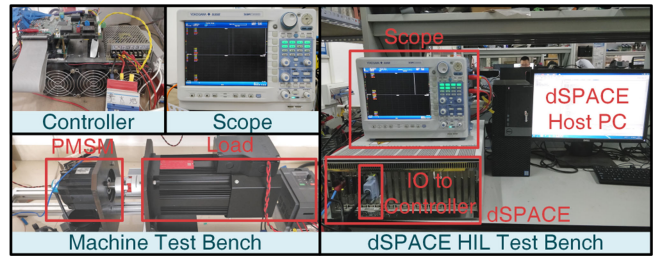 Controller
Scope
PMSM
Load
Machine Test Bench
Scope
dSPACE
Host PC
IO to
Controller
dSPACE
dSPACE HIL Test Bench